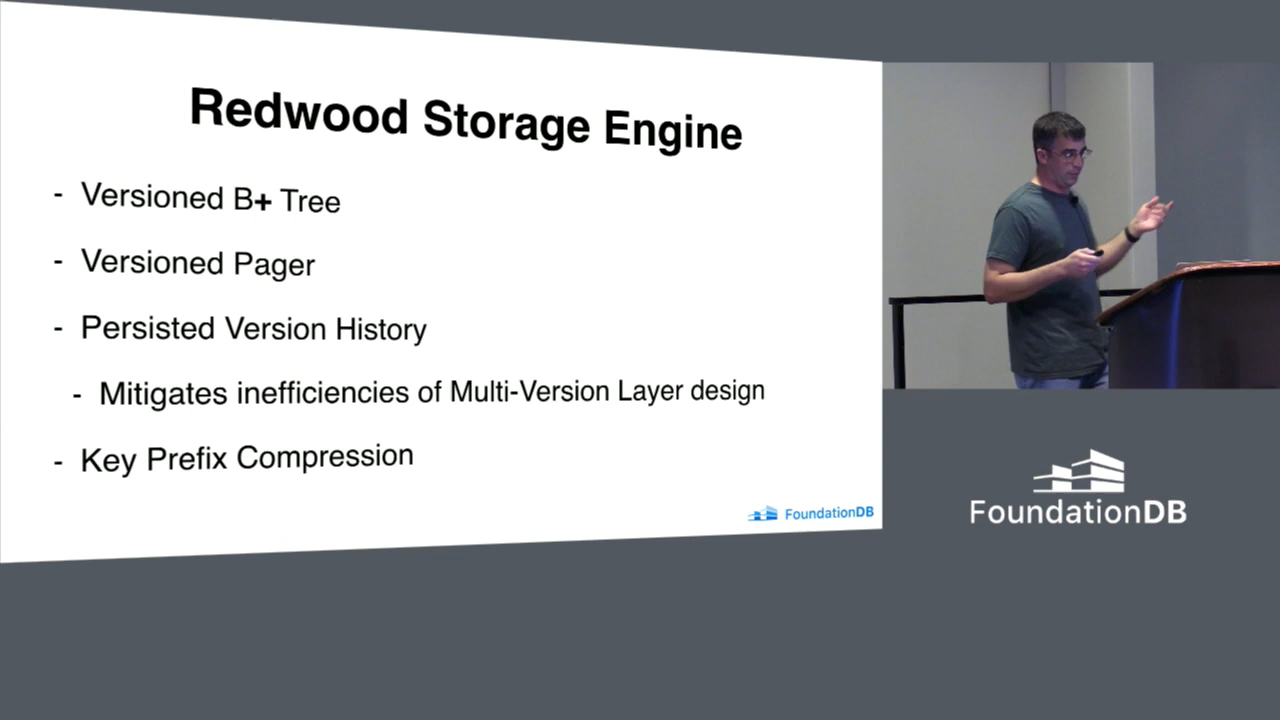 Redwood Storage Engine
- Versioned B+ Tree
- Versioned Pager
- Persisted Version History
- Mitigates inefficiencies of Multi-Version Layer design
- Key Prefix Compression
FoundationDB
FoundationDB